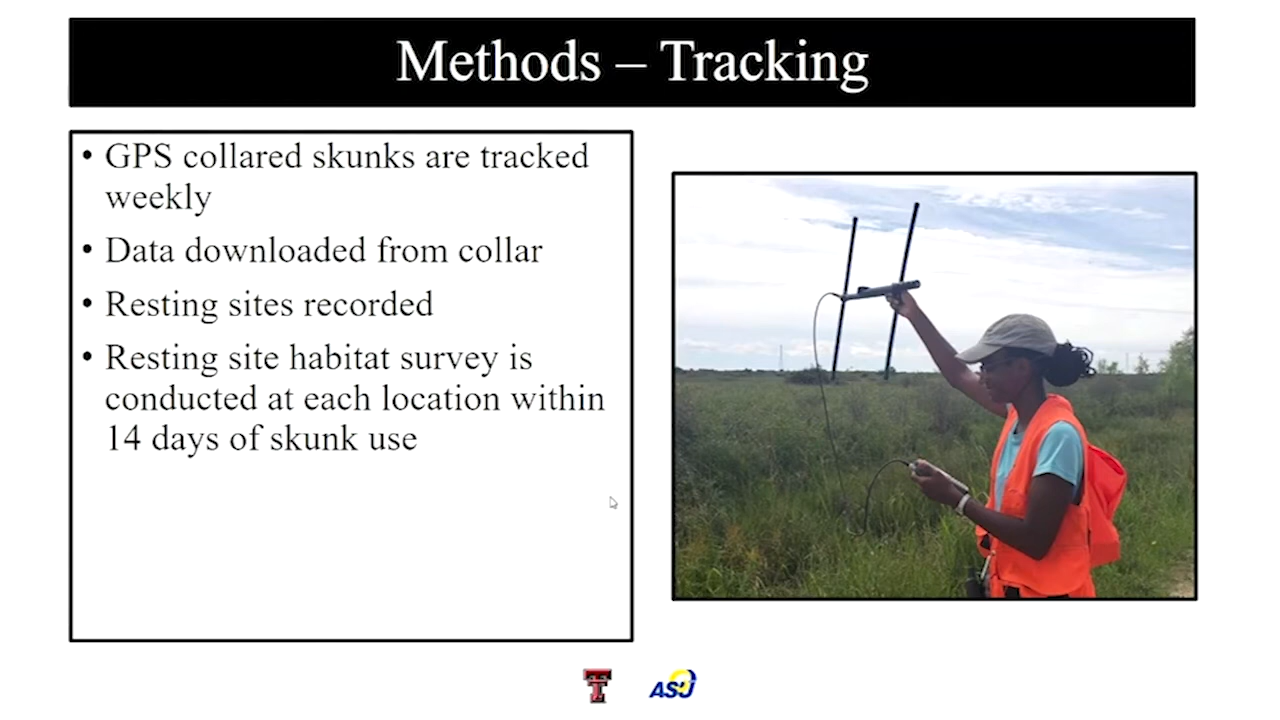 Methods – Tracking
• GPS collared skunks are tracked
weekly
• Data downloaded from collar
• Resting sites recorded
• Resting site habitat survey is
conducted at each location within
14 days of skunk use
T
ASU